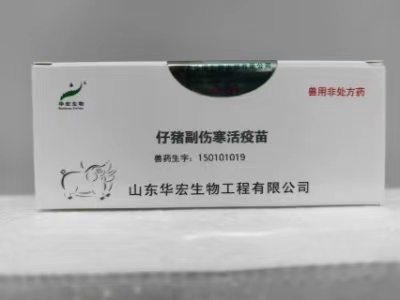 华宏生物
兽用非处方药
仔猪副伤寒活疫苗
兽药生字：150101019
山东华宏生物工程有限公司